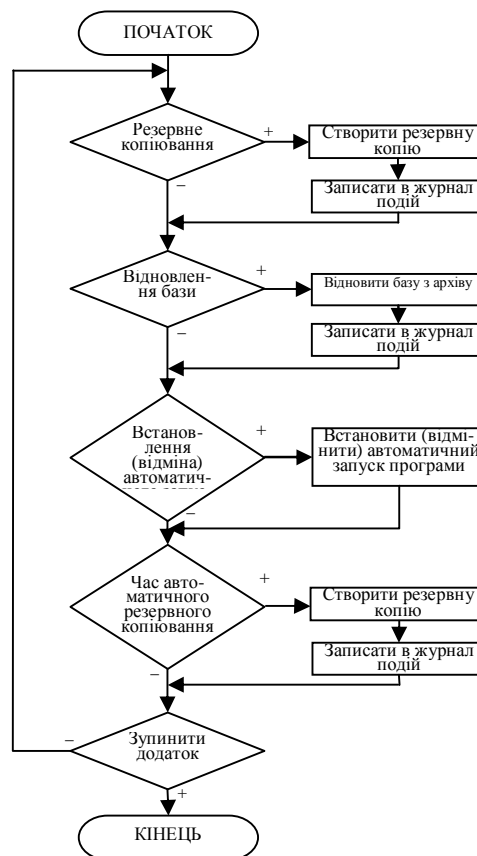 ПОЧАТОК
Резервне
копіювання
+
Створити резервну
копію
–
Записати в журнал
подій
Відновлен-
ня бази
+
Відновити базу з архіву
–
Записати в журнал
подій
Встанов-
лення
(відміна)
автоматич-
+
Встановити (відмі-
нити) автоматичний
запуск програми
–
Час авто-
матичного
резервного
копіювання
+
Створити резервну
копію
–
Записати в журнал
подій
–
Зупинити
додаток
+
КІНЕЦЬ